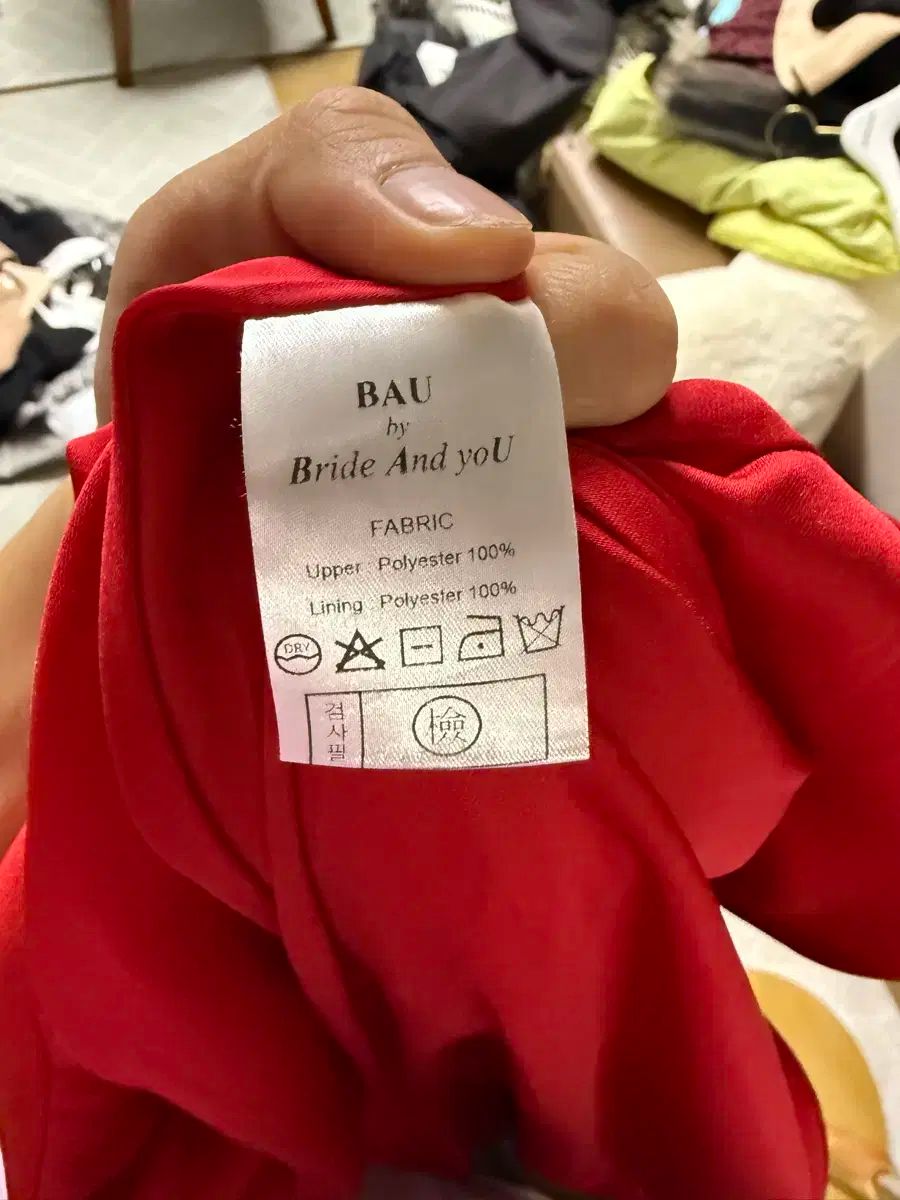 BAU
by
Bride And yoU
FABRIC
Upper : Polyester 100%
Lining : Polyester 100%
DRY
검사필
檢